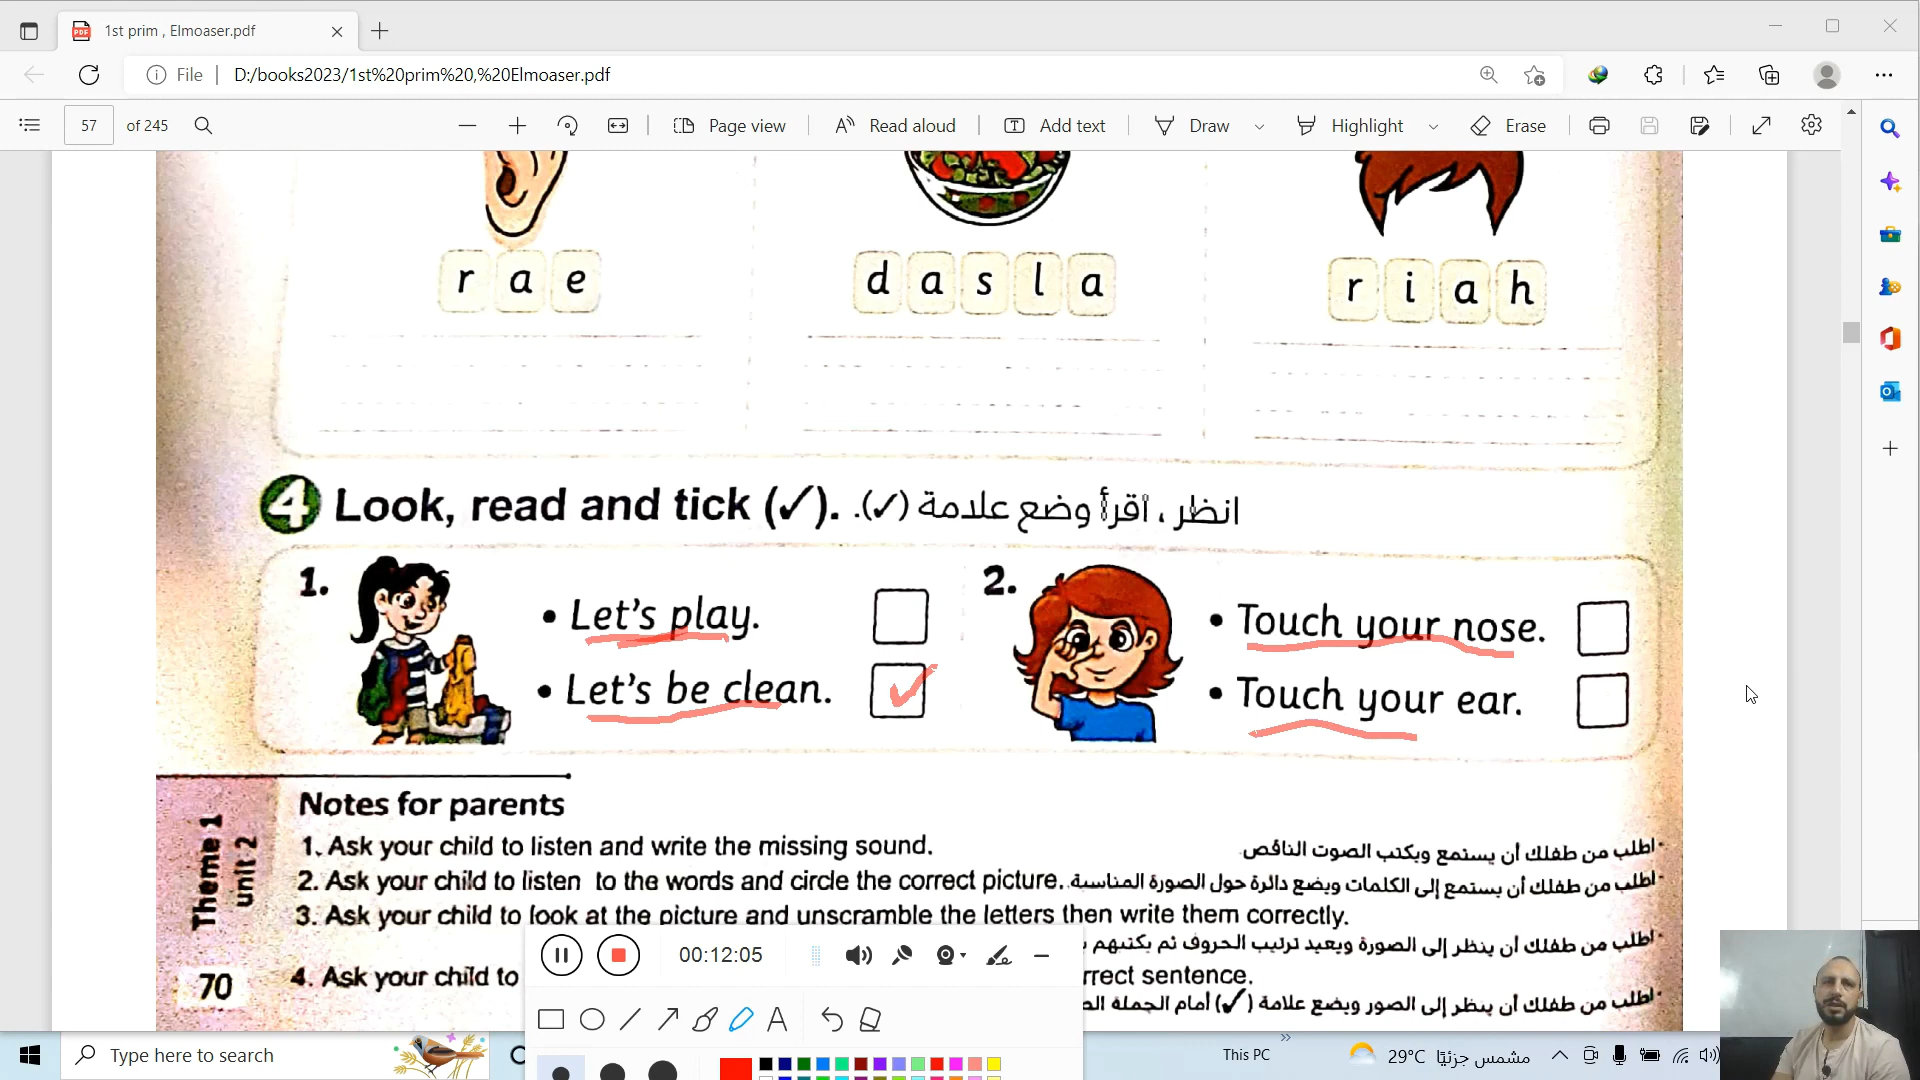 1st prim , Elmoaser.pdf
File
D:/books2023/1st%20prim%20,%20Elmoaser.pdf
57 of 245
Page view
Read aloud
Add text
Draw
Highlight
Erase
r a e
d a s l a
r i a h
4 Look, read and tick (✓). انظر ، اقرأ وضع علامة (✓).
1.
• Let's play.
• Let's be clean.
2.
• Touch your nose.
• Touch your ear.
Notes for parents
1. Ask your child to listen and write the missing sound.
اطلب من طفلك أن يستمع ويكتب الصوت الناقص.
2. Ask your child to listen to the words and circle the correct picture.
اطلب من طفلك أن يستمع إلى الكلمات ويضع دائرة حول الصورة المناسبة.
3. Ask your child to look at the picture and unscramble the letters then write them correctly.
اطلب من طفلك أن ينظر إلى الصورة ويعيد ترتيب الحروف ثم يكتبهم
4. Ask your child to
rrect sentence.
اطلب من طفلك أن ينظر إلى الصور ويضع علامة (✓) أمام الجملة
Theme 1
unit 2
70
00:12:05
A
Type here to search
This PC
29°C مشمس جزئيًا